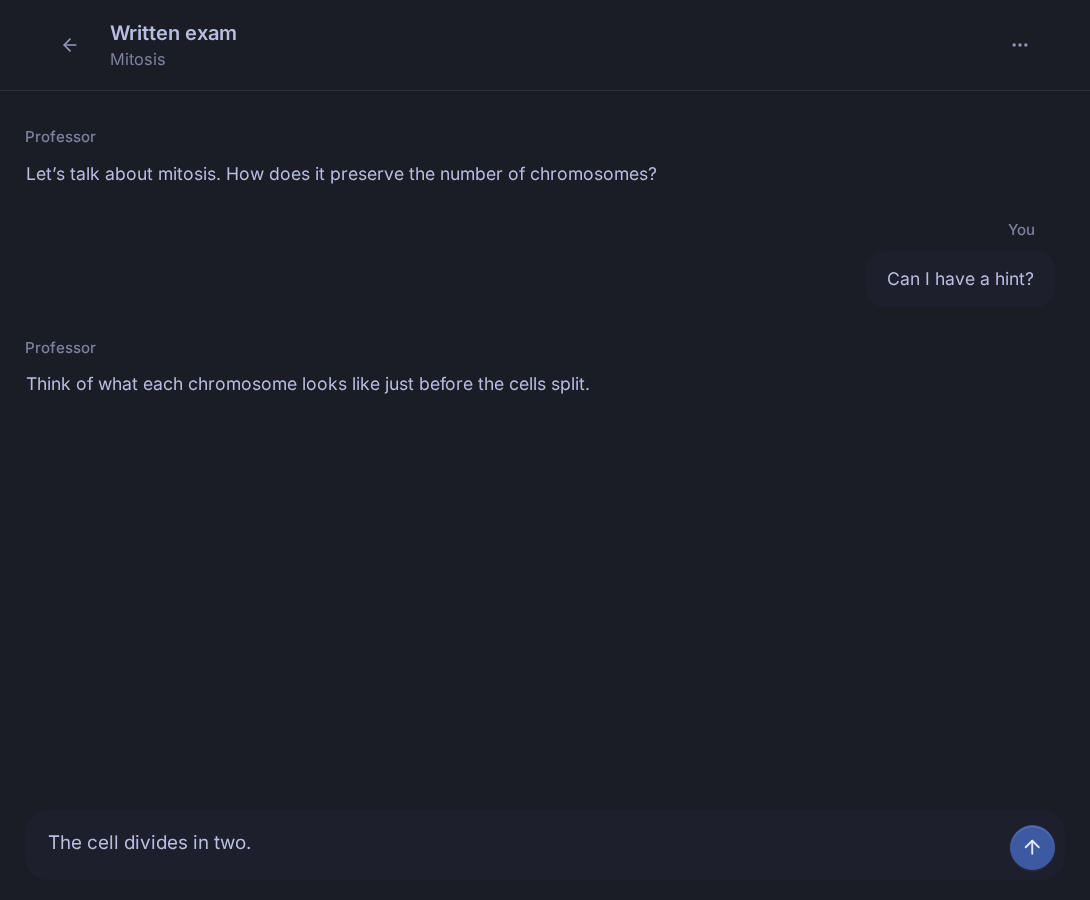 Written exam
Mitosis
Professor
Let’s talk about mitosis. How does it preserve the number of chromosomes?
You
Can I have a hint?
Professor
Think of what each chromosome looks like just before the cells split.
The cell divides in two.